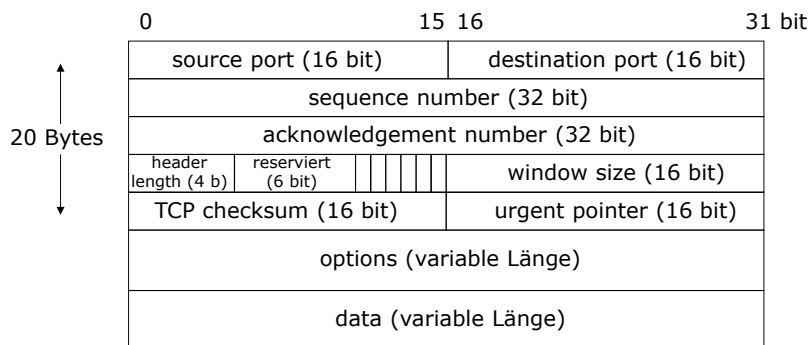 0 15 16 31 bit
source port (16 bit) destination port (16 bit)
sequence number (32 bit)
20 Bytes
acknowledgement number (32 bit)
header length (4 b) reserviert (6 bit) window size (16 bit)
TCP checksum (16 bit) urgent pointer (16 bit)
options (variable Länge)
data (variable Länge)